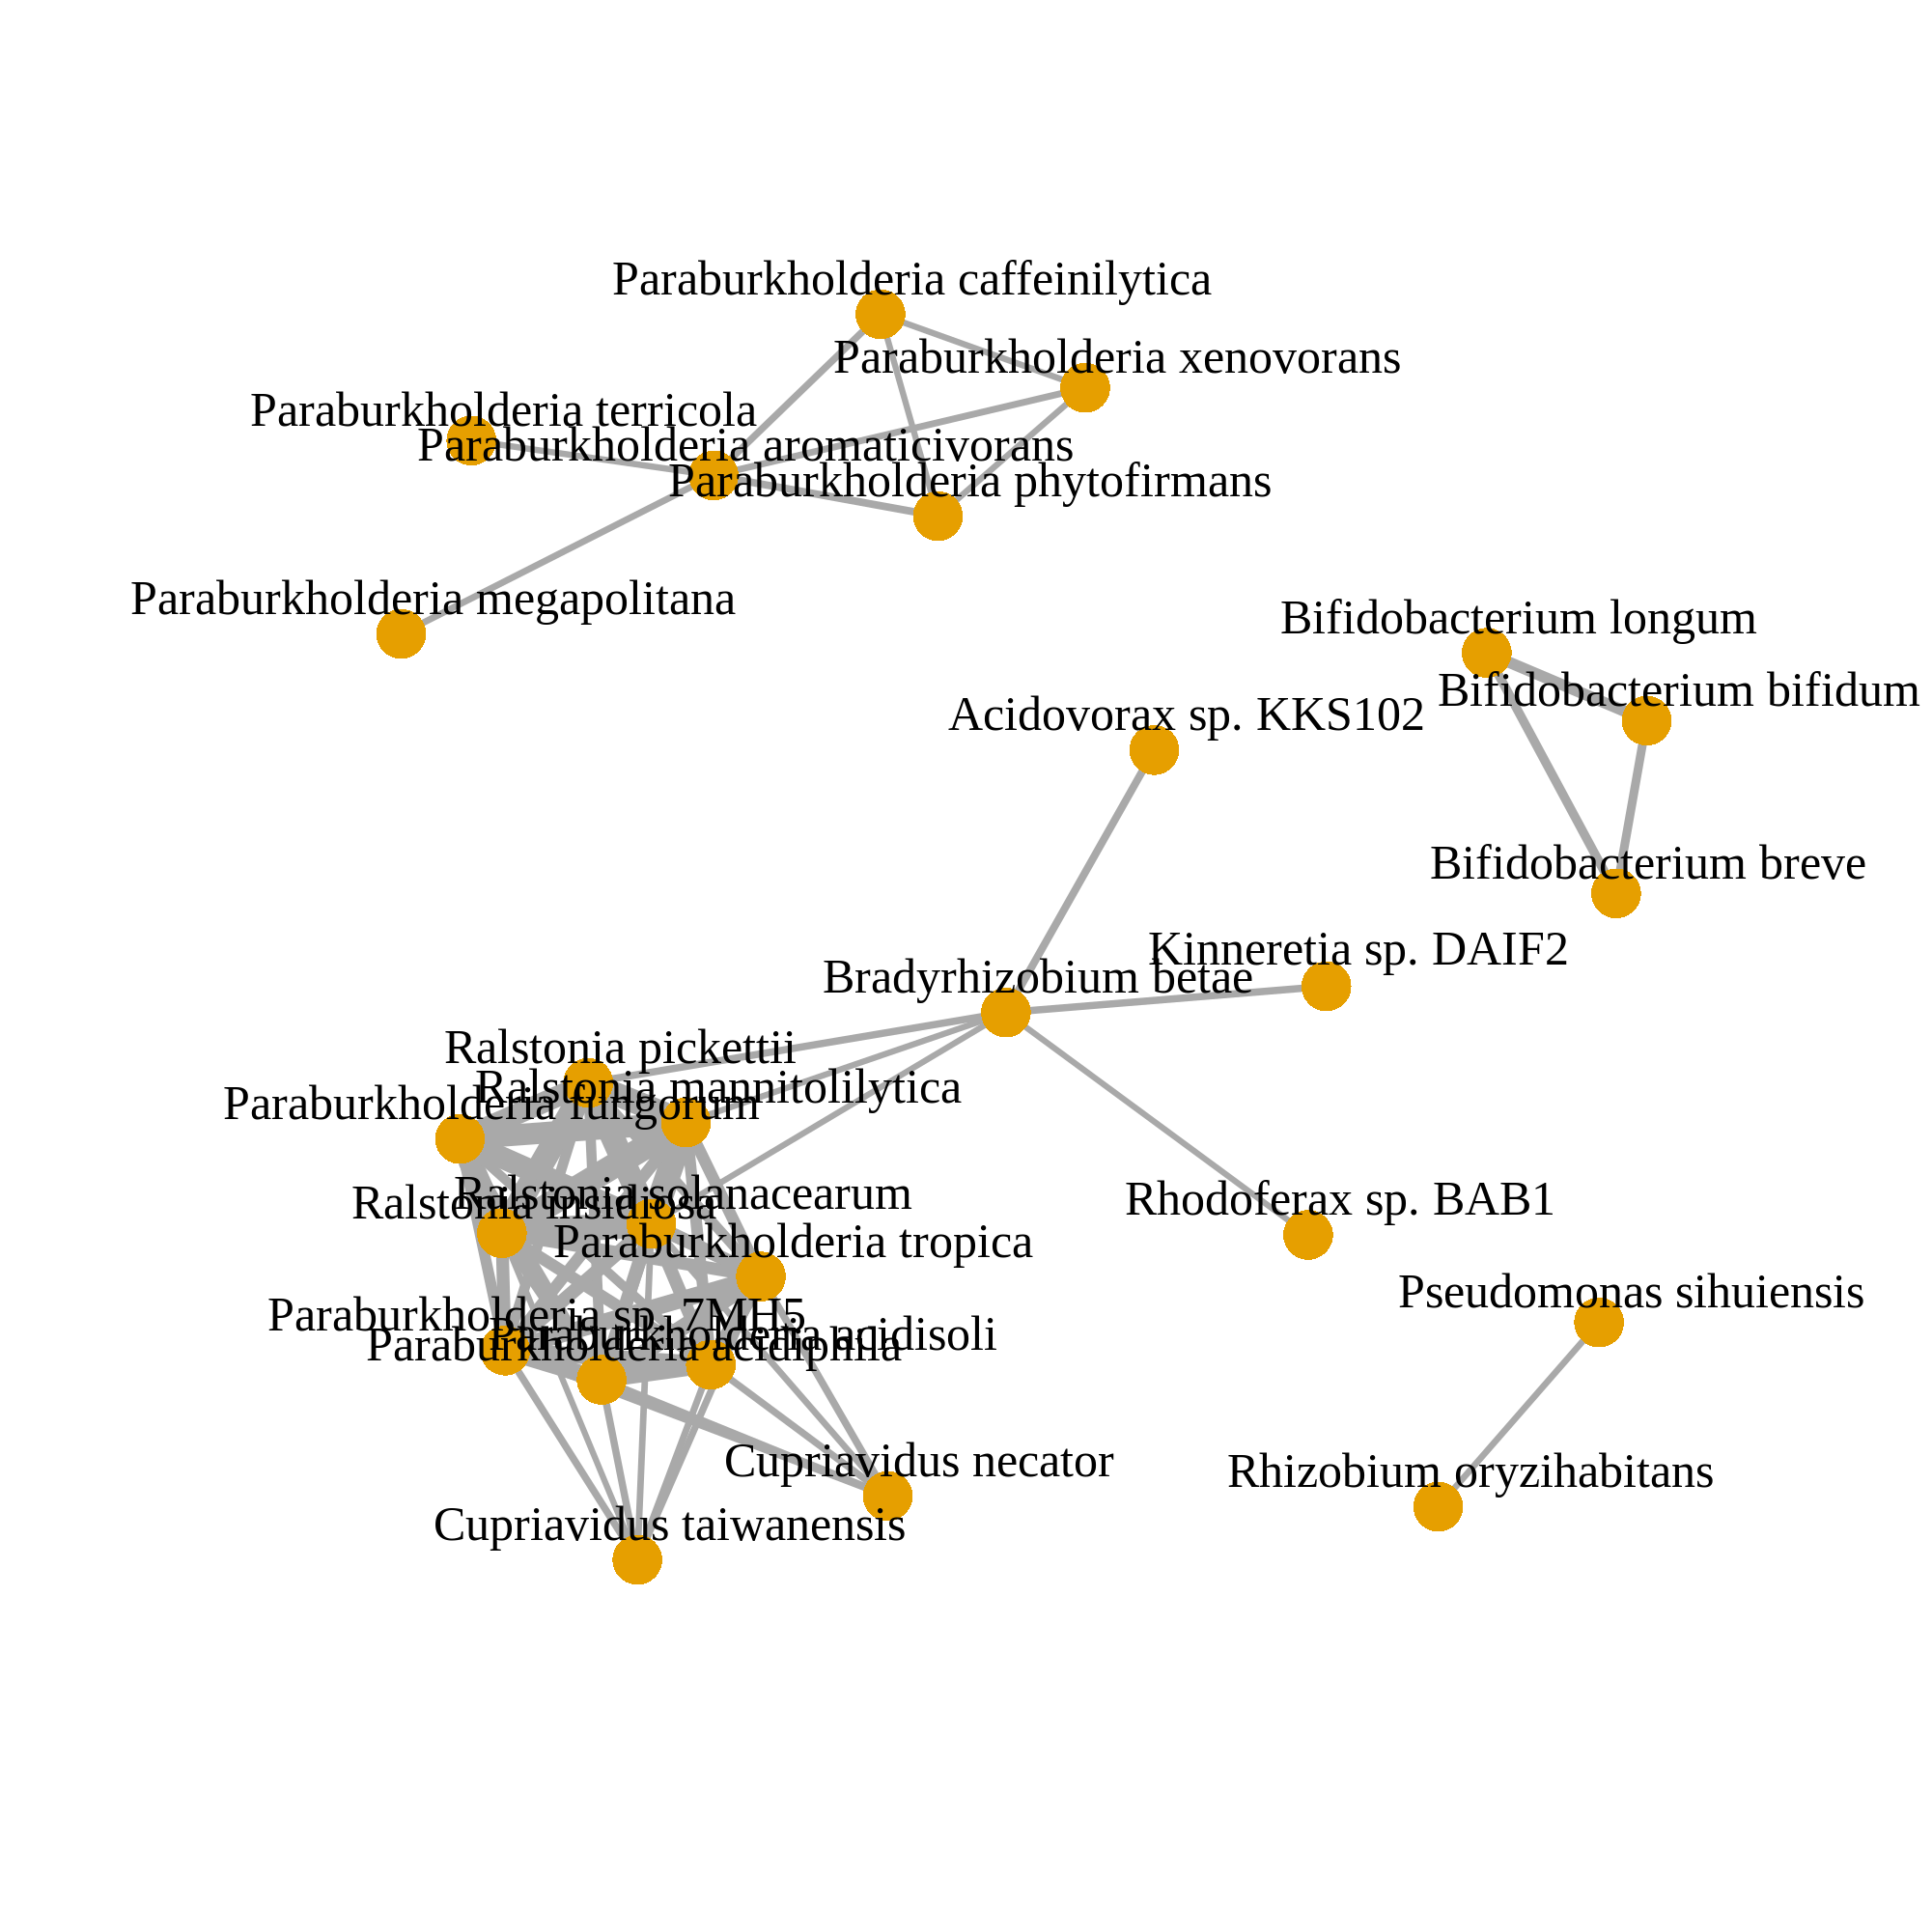 Paraburkholderia caffeinilytica
Paraburkholderia xenovorans
Paraburkholderia terricola
Paraburkholderia aromaticivorans
Paraburkholderia phytofirmans
Paraburkholderia megapolitana
Bifidobacterium longum
Bifidobacterium bifidum
Acidovorax sp. KKS102
Bifidobacterium breve
Kinneretia sp. DAIF2
Bradyrhizobium betae
Ralstonia pickettii
Ralstonia mannitolilytica
Paraburkholderia fungorum
Ralstonia solanacearum
Ralstonia insidiosa
Rhodoferax sp. BAB1
Paraburkholderia tropica
Pseudomonas sihuiensis
Paraburkholderia sp. 7MH5
Paraburkholderia acidisoli
Paraburkholderia acidiphila
Cupriavidus necator
Rhizobium oryzihabitans
Cupriavidus taiwanensis